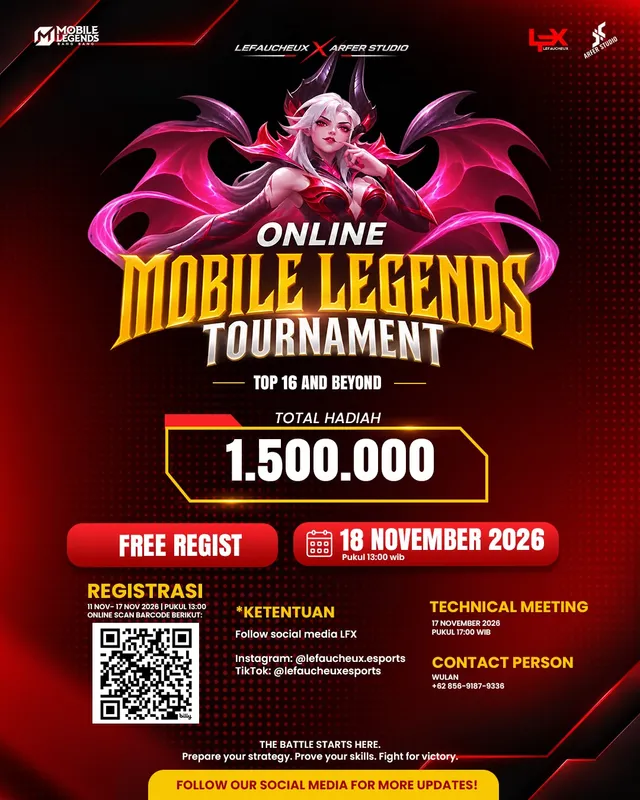 MOBILE
LEGENDS
BANG BANG
LEFAUCHEUX X ARFER STUDIO
LFX
LEFAUCHEUX
ARFER STUDIO
ONLINE
MOBILE LEGENDS
TOURNAMENT
TOP 16 AND BEYOND
TOTAL HADIAH
1.500.000
FREE REGIST
18 NOVEMBER 2026
Pukul 13:00 wib
REGISTRASI
11 NOV- 17 NOV 2026 | PUKUL 13:00
ONLINE SCAN BARCODE BERIKUT:
bitly
*KETENTUAN
Follow social media LFX
Instagram: @lefaucheux.esports
TikTok: @lefaucheuxesports
TECHNICAL MEETING
17 NOVEMBER 2026
PUKUL 17:00 WIB
CONTACT PERSON
WULAN
+62 856-9187-9336
THE BATTLE STARTS HERE.
Prepare your strategy. Prove your skills. Fight for victory.
FOLLOW OUR SOCIAL MEDIA FOR MORE UPDATES!